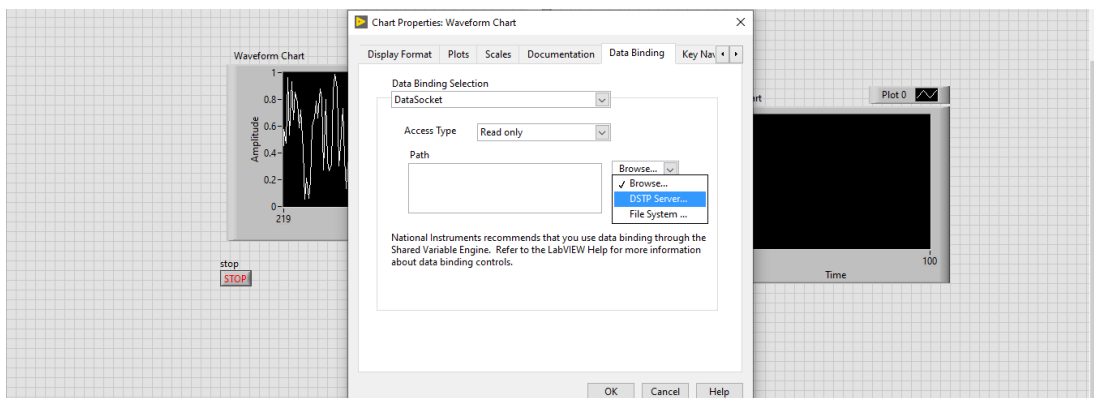 Chart Properties: Waveform Chart
Display Format Plots Scales Documentation Data Binding Key Nav
Waveform Chart
Data Binding Selection
DataSocket
Access Type Read only
Path
Browse...
✓ Browse...
DSTP Server...
File System ...
National Instruments recommends that you use data binding through the
Shared Variable Engine. Refer to the LabVIEW Help for more information
about data binding controls.
OK Cancel Help
1
0.8
0.6
0.4
0.2
0
Amplitude
219
stop
STOP
rt
Plot 0
100
Time